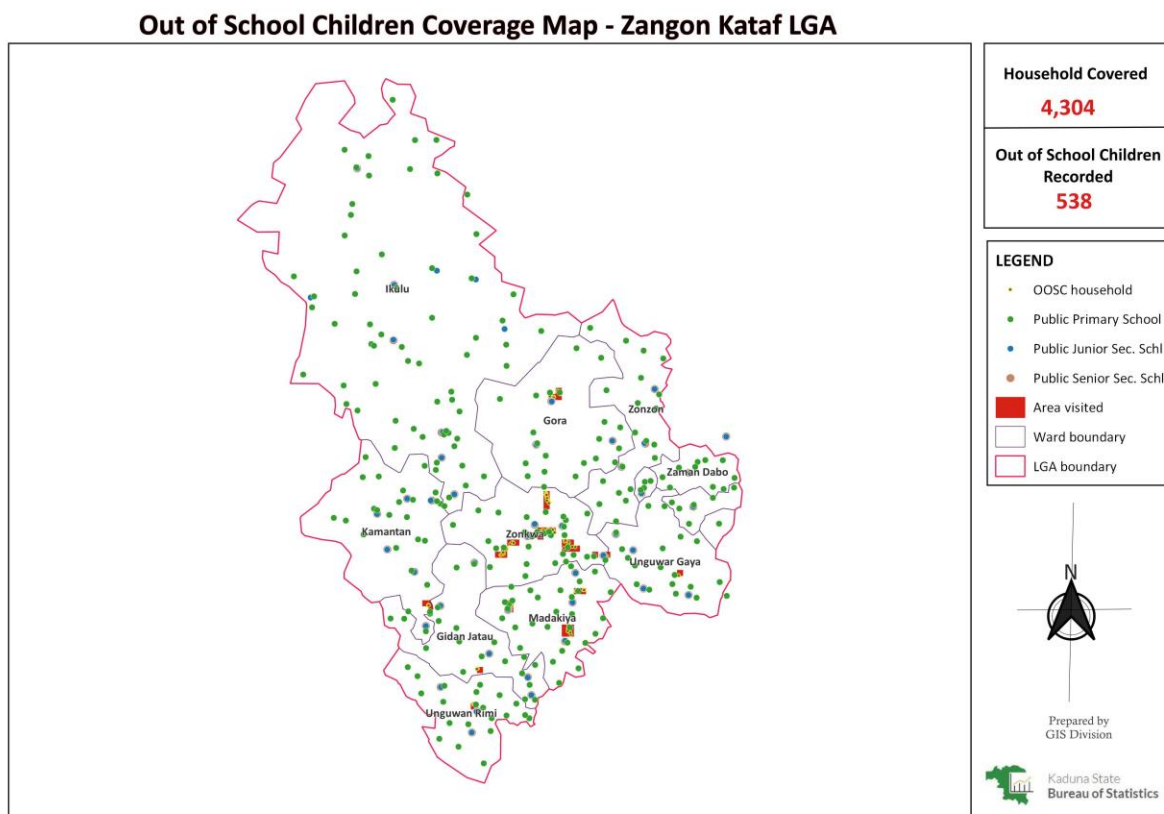 Out of School Children Coverage Map - Zangon Kataf LGA
Household Covered
4,304
Out of School Children
Recorded
538
LEGEND
OOSC household
Public Primary School
Public Junior Sec. Schl
Public Senior Sec. Schl
Area visited
Ward boundary
LGA boundary
Ikulu
Gora
Zonzon
Zaman Dabo
Kamantan
Zonkwa
Unguwar Gaya
Madakiya
Gidan Jatau
Unguwan Rimi
N
Prepared by
GIS Division
Kaduna State
Bureau of Statistics